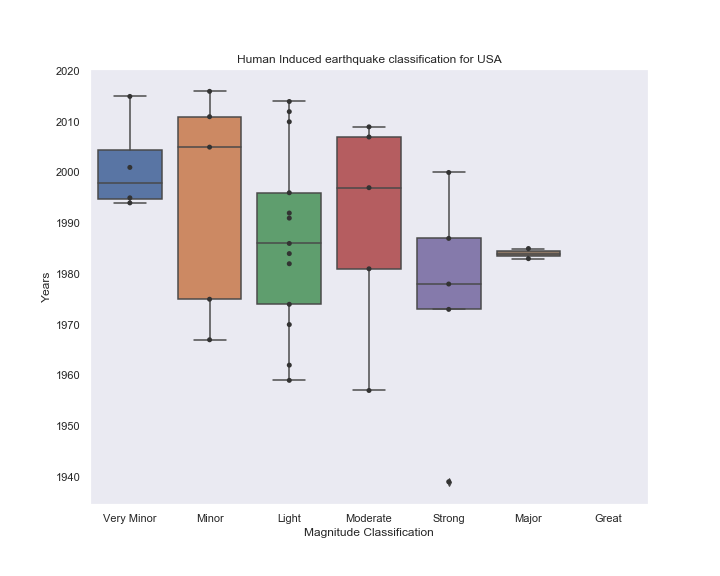 Human Induced earthquake classification for USA
2020
2010
2000
1990
1980
1970
1960
1950
1940
Years
Very Minor Minor Light Moderate Strong Major Great
Magnitude Classification